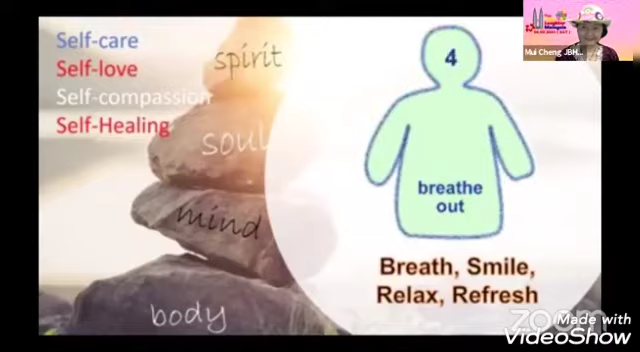 Self-care
Self-love
Self-compassion
Self-Healing
spirit
soul
mind
body
4
breathe
out
Breath, Smile,
Relax, Refresh
Mui Cheng JBH...
zoom
Made with
VideoShow